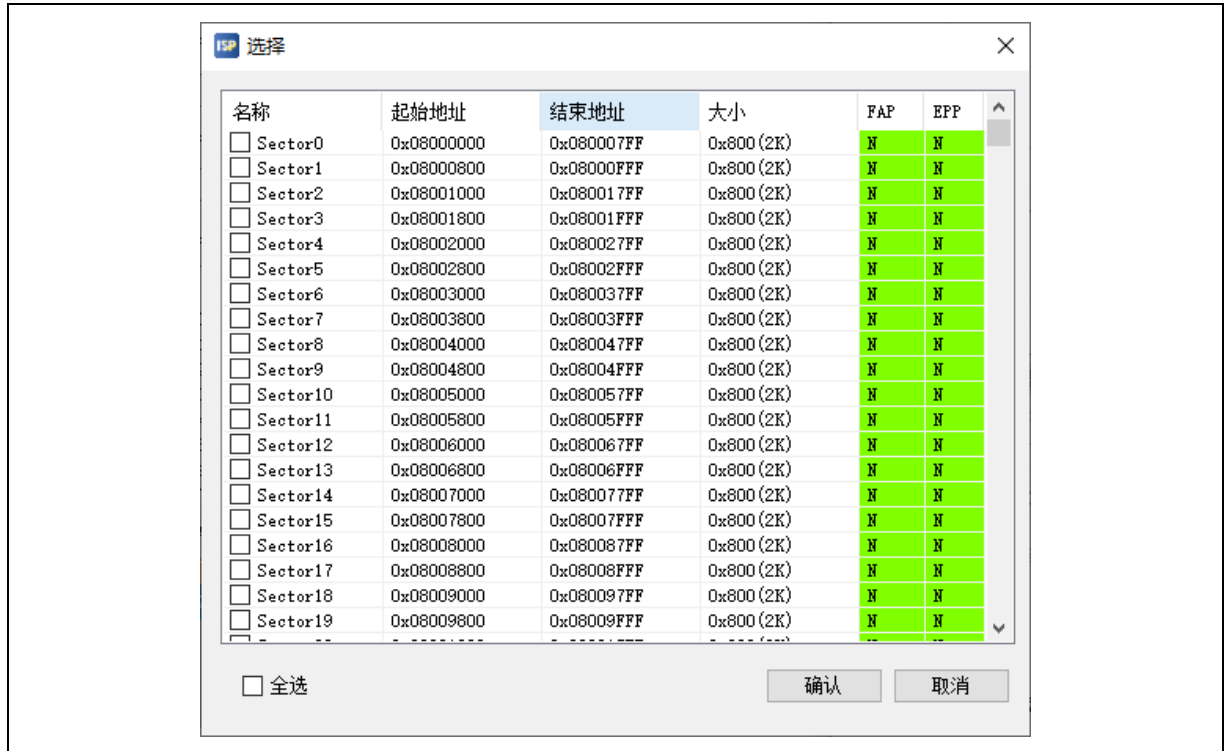 ISP 选择
名称 起始地址 结束地址 大小 FAP EPP
Sector0 0x08000000 0x080007FF 0x800(2K) N N
Sector1 0x08000800 0x08000FFF 0x800(2K) N N
Sector2 0x08001000 0x080017FF 0x800(2K) N N
Sector3 0x08001800 0x08001FFF 0x800(2K) N N
Sector4 0x08002000 0x080027FF 0x800(2K) N N
Sector5 0x08002800 0x08002FFF 0x800(2K) N N
Sector6 0x08003000 0x080037FF 0x800(2K) N N
Sector7 0x08003800 0x08003FFF 0x800(2K) N N
Sector8 0x08004000 0x080047FF 0x800(2K) N N
Sector9 0x08004800 0x08004FFF 0x800(2K) N N
Sector10 0x08005000 0x080057FF 0x800(2K) N N
Sector11 0x08005800 0x08005FFF 0x800(2K) N N
Sector12 0x08006000 0x080067FF 0x800(2K) N N
Sector13 0x08006800 0x08006FFF 0x800(2K) N N
Sector14 0x08007000 0x080077FF 0x800(2K) N N
Sector15 0x08007800 0x08007FFF 0x800(2K) N N
Sector16 0x08008000 0x080087FF 0x800(2K) N N
Sector17 0x08008800 0x08008FFF 0x800(2K) N N
Sector18 0x08009000 0x080097FF 0x800(2K) N N
Sector19 0x08009800 0x08009FFF 0x800(2K) N N
全选 确认 取消